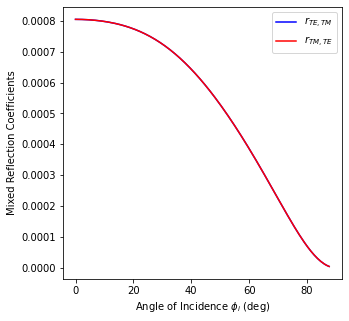 0.0008
0.0007
0.0006
0.0005
0.0004
0.0003
0.0002
0.0001
0.0000
Mixed Reflection Coefficients
r_{TE, TM}
r_{TM, TE}
0 20 40 60 80
Angle of Incidence ϕ_i (deg)